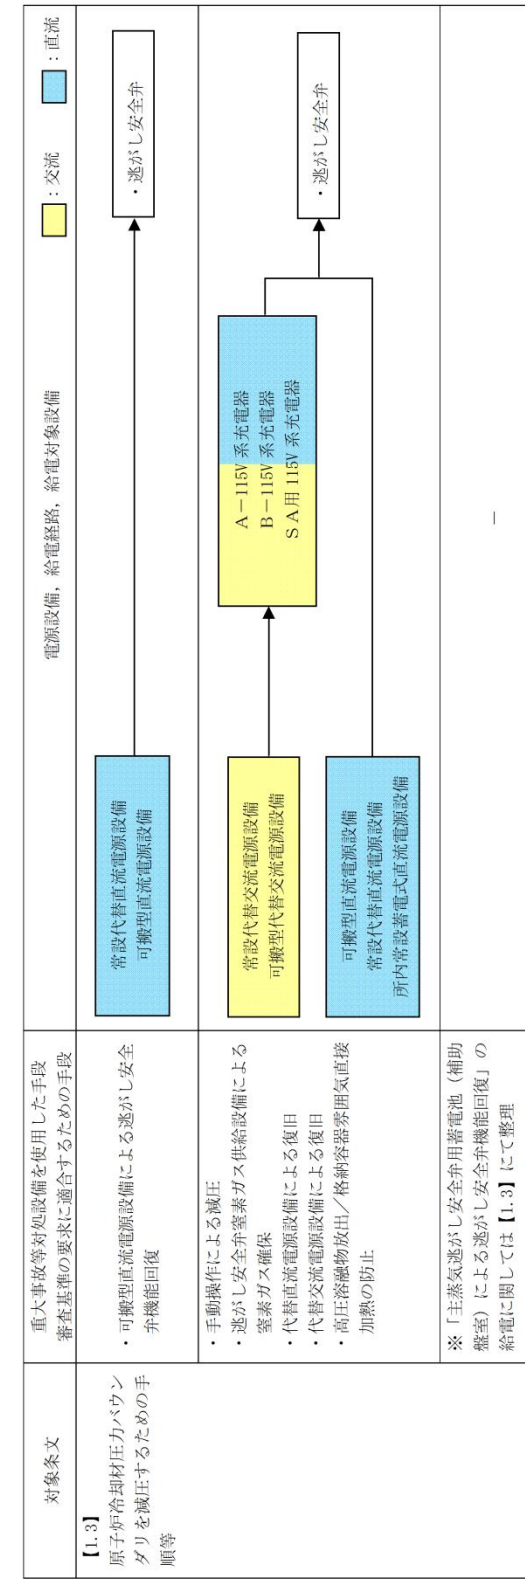 対象条文
重大事故等対処設備を使用した手段
審査基準の要求に適合するための手段
電源設備，給電経路，給電対象設備
：交流
：直流
【1.3】
原子炉冷却材圧力バウン
ダリを減圧するための手
順等
・可搬型直流電源設備による逃がし安全
弁機能回復
常設代替直流電源設備
可搬型直流電源設備
・逃がし安全弁
・手動操作による減圧
・逃がし安全弁窒素ガス供給設備による
窒素ガス確保
・代替直流電源設備による復旧
・代替交流電源設備による復旧
・高圧溶融物放出／格納容器雰囲気直接
加熱の防止
常設代替交流電源設備
可搬型代替交流電源設備
A－115V 系充電器
B－115V 系充電器
ＳＡ用 115V 系充電器
可搬型直流電源設備
常設代替直流電源設備
所内常設蓄電式直流電源設備
・逃がし安全弁
※「主蒸気逃がし安全弁用蓄電池（補助
盤室）による逃がし安全弁機能回復」の
給電に関しては【1.3】にて整理
－